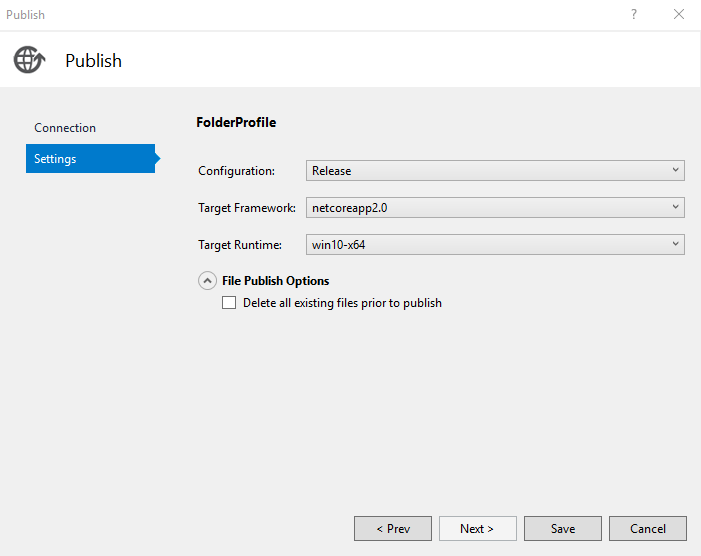 Publish
?
Publish
Connection
Settings
FolderProfile
Configuration: Release
Target Framework: netcoreapp2.0
Target Runtime: win10-x64
File Publish Options
Delete all existing files prior to publish
< Prev Next > Save Cancel